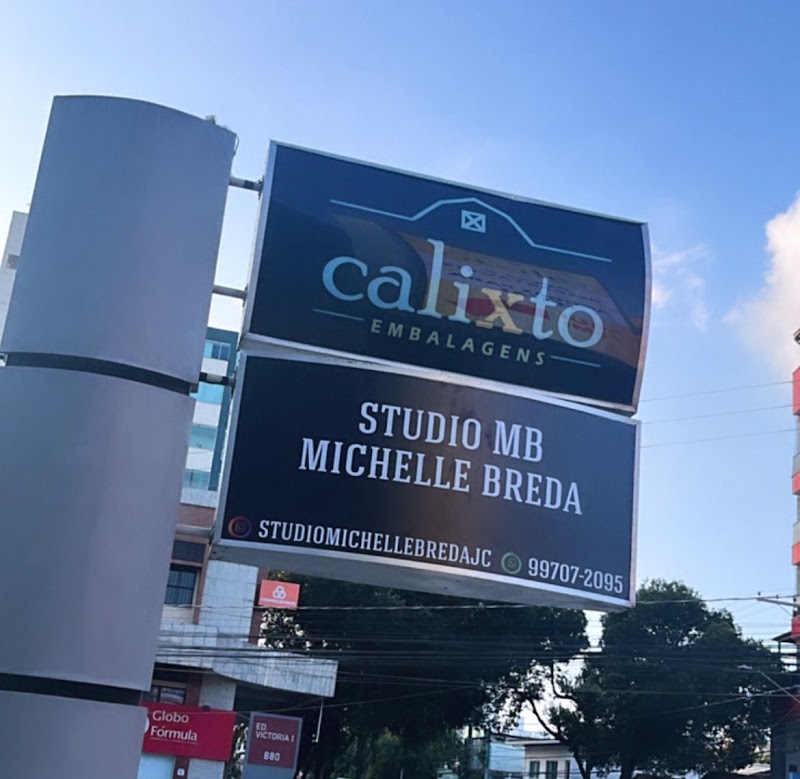 calixto
EMBALAGENS
STUDIO MB
MICHELLE BREDA
STUDIOMICHELLEBREDAJC 99707-2095
Globo
Fórmula
ED.
VICTORIA I
880